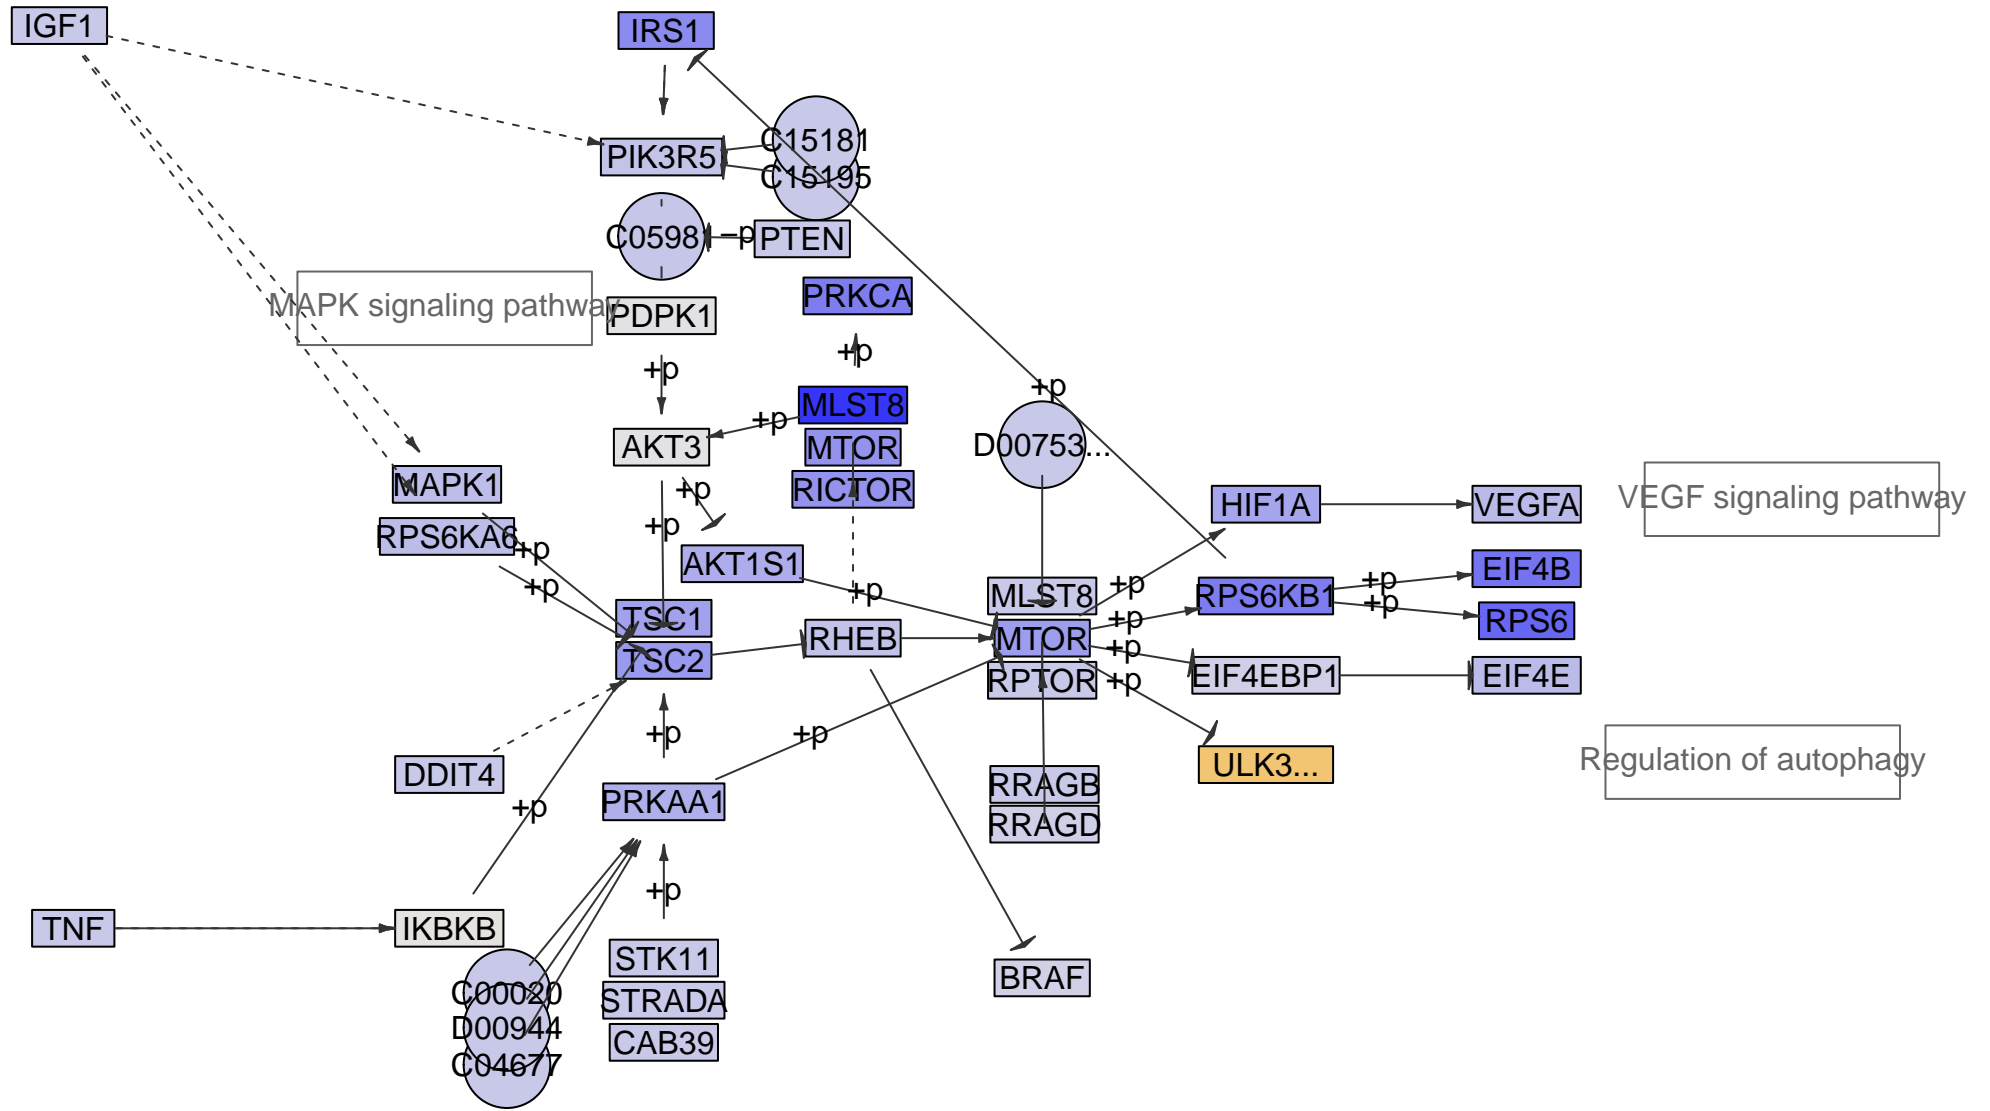 IGF1
IRS1
PIK3R5
C15181
C15195
C0598
−p
PTEN
MAPK signaling pathway
PDPK1
PRKCA
+p
+p
MLST8
+p
+p
AKT3
MTOR
D00753...
MAPK1
+p
RICTOR
HIF1A
VEGFA
VEGF signaling pathway
RPS6KA6
+p
+p
AKT1S1
+p
+p
MLST8
+p
RPS6KB1
+p
EIF4B
+p
TSC1
RHEB
MTOR
+p
RPS6
TSC2
RPTOR
+p
+p
EIF4EBP1
EIF4E
+p
+p
DDIT4
ULK3...
Regulation of autophagy
PRKAA1
+p
RRAGB
RRAGD
+p
TNF
IKBKB
STK11
BRAF
C00020
STRADA
D00944
CAB39
C04677